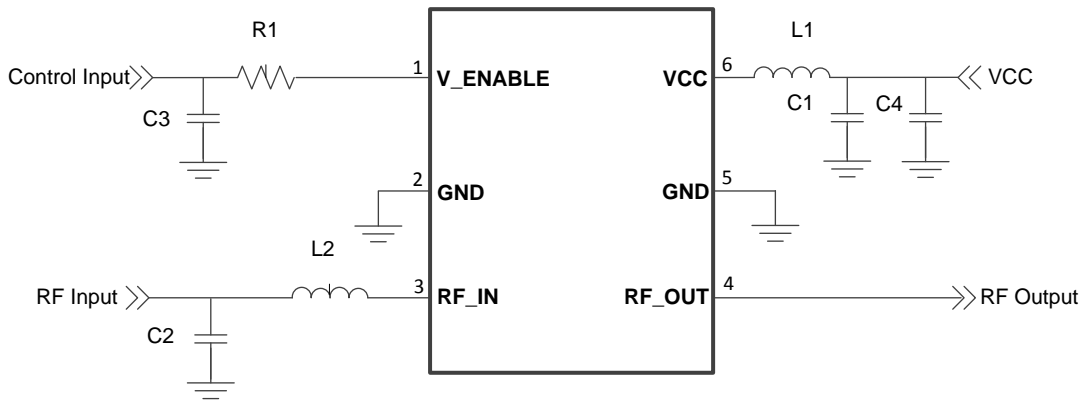 R1
L1
Control Input
1
V_ENABLE
VCC
6
VCC
C3
C1
C4
2
GND
GND
5
L2
RF Input
3
RF_IN
RF_OUT
4
RF Output
C2